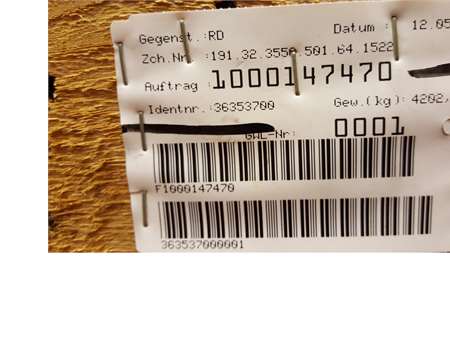 Gegenst.:RD Datum : 12.05
Zch.Nr.:191.32.3550.501.64.1522
Auftrag :1000147470
Identnr.:36353700 Gew.(kg):4202,
GWL-Nr: 0001
F1000147470
363537000001